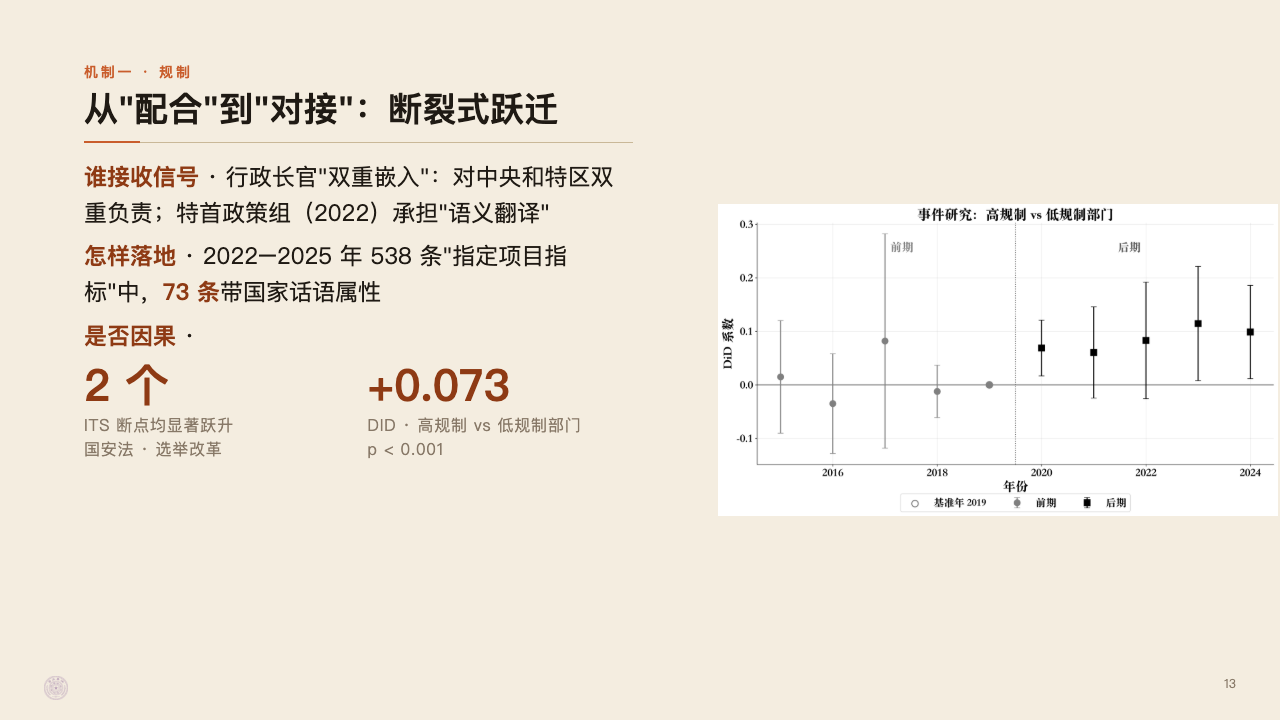 机制一 · 规制
从"配合"到"对接"：断裂式跃迁
谁接收信号 · 行政长官"双重嵌入"：对中央和特区双
重负责；特首政策组（2022）承担"语义翻译"
怎样落地 · 2022—2025 年 538 条"指定项目指
标"中，73 条带国家话语属性
是否因果 ·
2 个
ITS 断点均显著跃升
国安法 · 选举改革
+0.073
DID · 高规制 vs 低规制部门
p < 0.001
事件研究：高规制 vs 低规制部门
前期
后期
0.3
0.2
0.1
0.0
-0.1
DiD 系数
2016
2018
2020
2022
2024
年份
基准年 2019
前期
后期
13